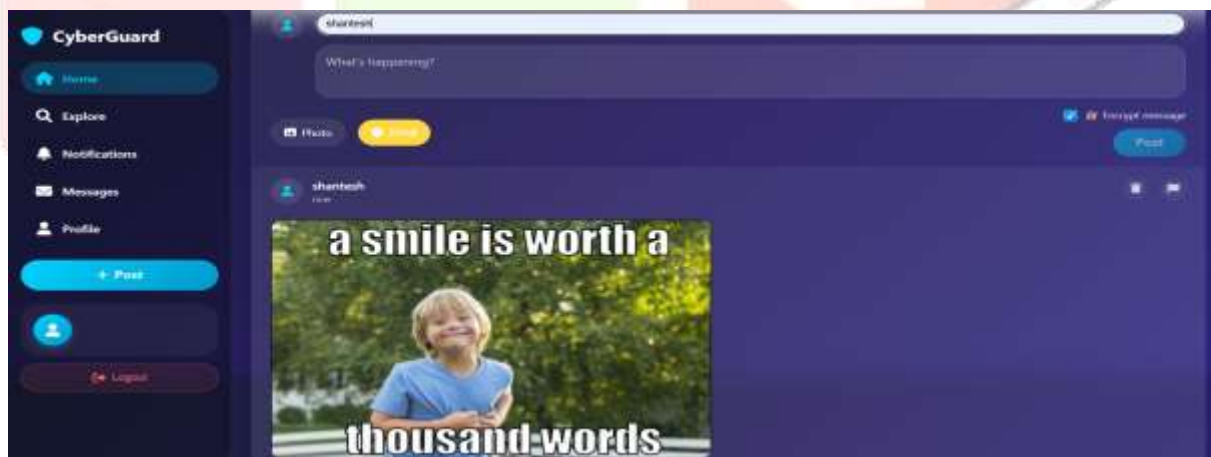 CyberGuard
Home
Explore
Notifications
Messages
Profile
+ Post
Logout
shantesh
What's happening?
Photo
Encrypt message
Post
shantesh
now
a smile is worth a
thousand words